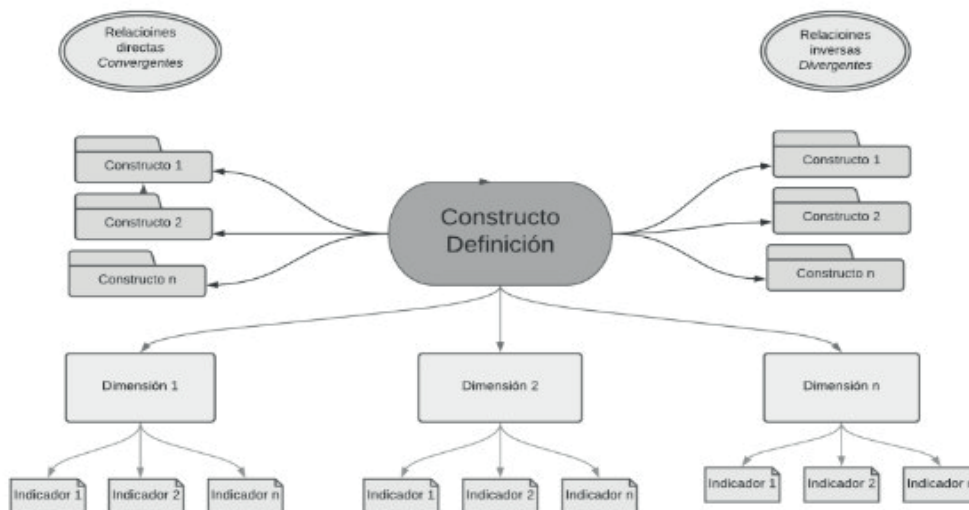 Relacioines
directas
Convergentes
Relacioines
inversas
Divergentes
Constructo 1
Constructo 2
Constructo n
Constructo
Definición
Constructo 1
Constructo 2
Constructo n
Dimensión 1
Dimensión 2
Dimensión n
Indicador 1
Indicador 2
Indicador n
Indicador 1
Indicador 2
Indicador n
Indicador 1
Indicador 2
Indicador n